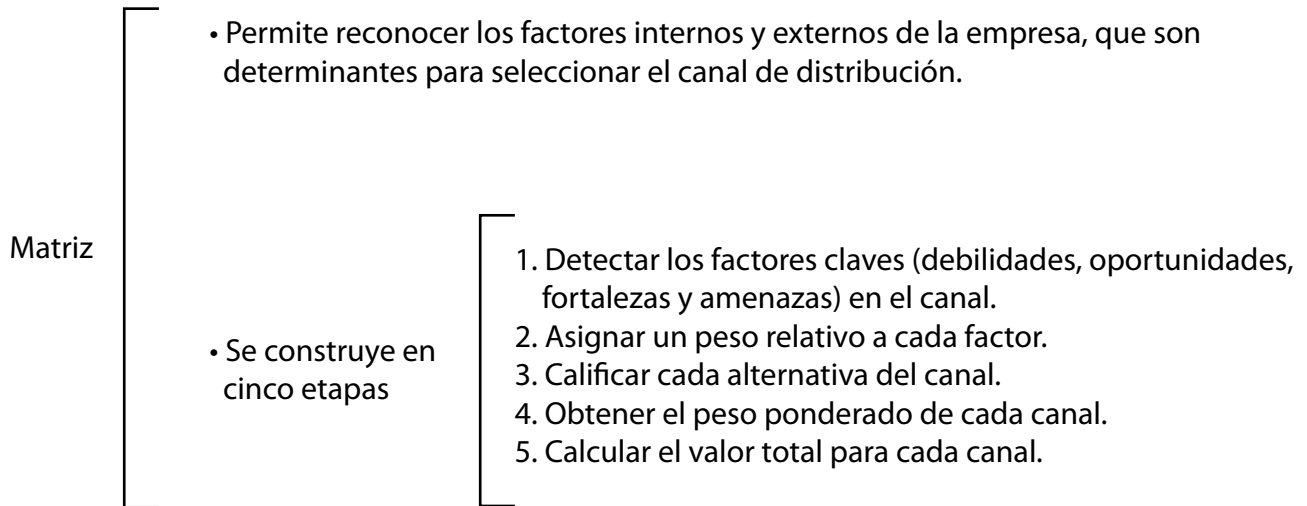 • Permite reconocer los factores internos y externos de la empresa, que son
determinantes para seleccionar el canal de distribución.
Matriz
• Se construye en
cinco etapas
1. Detectar los factores claves (debilidades, oportunidades,
fortalezas y amenazas) en el canal.
2. Asignar un peso relativo a cada factor.
3. Calificar cada alternativa del canal.
4. Obtener el peso ponderado de cada canal.
5. Calcular el valor total para cada canal.